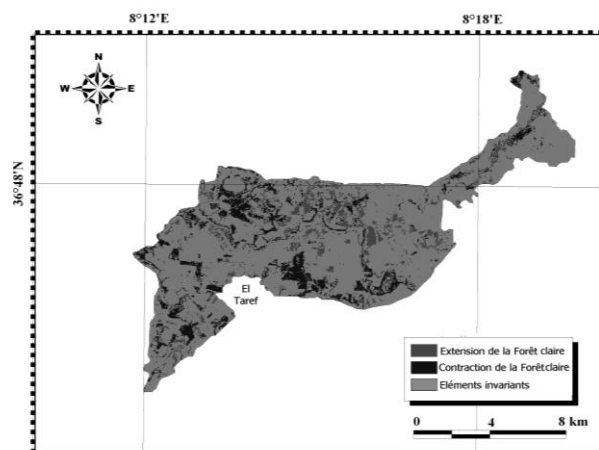 8°12'E 8°18'E
N
W E
S
36°48'N
El
Taref
Extension de la Forêt claire
Contraction de la Forêtclaire
Eléments invariants
0 4 8 km